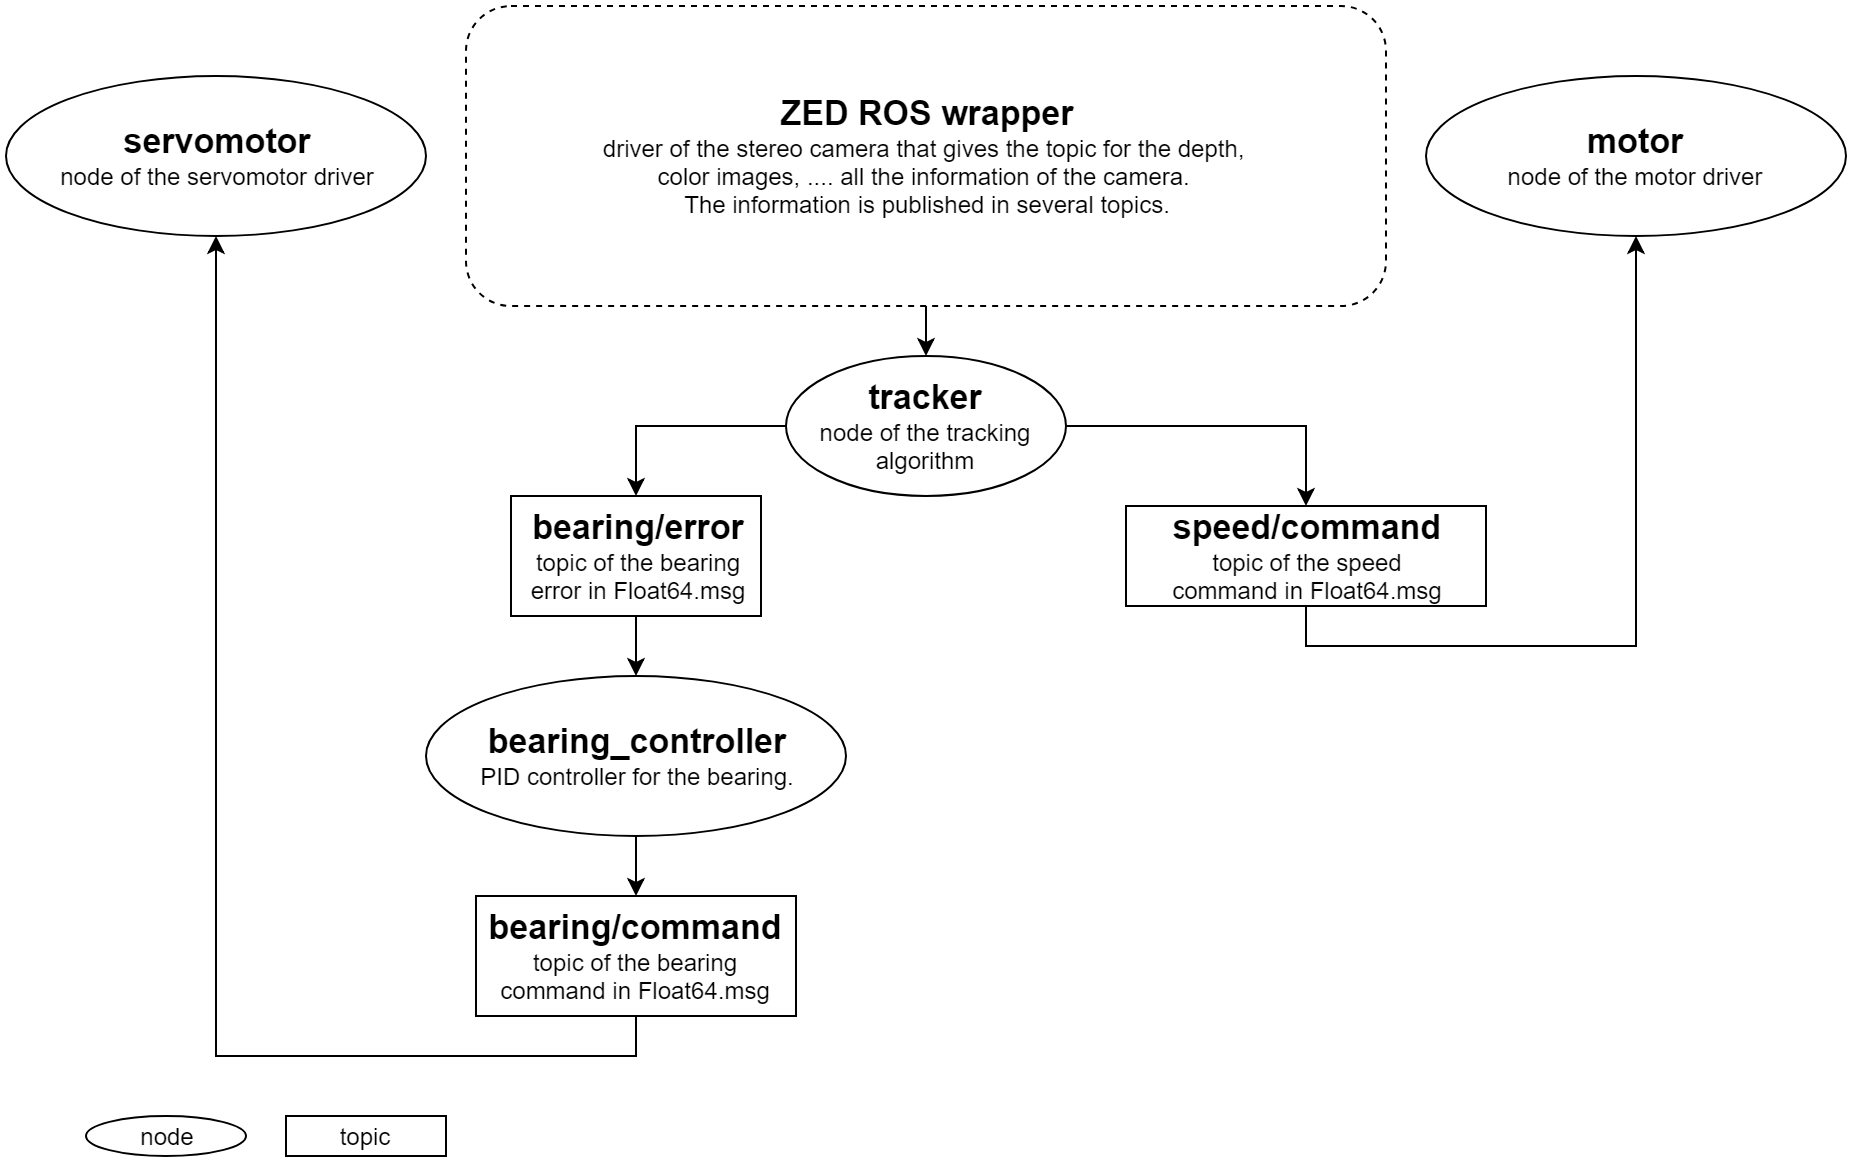 servomotor
node of the servomotor driver
ZED ROS wrapper
driver of the stereo camera that gives the topic for the depth,
color images, .... all the information of the camera.
The information is published in several topics.
motor
node of the motor driver
tracker
node of the tracking
algorithm
bearing/error
topic of the bearing
error in Float64.msg
speed/command
topic of the speed
command in Float64.msg
bearing_controller
PID controller for the bearing.
bearing/command
topic of the bearing
command in Float64.msg
node
topic